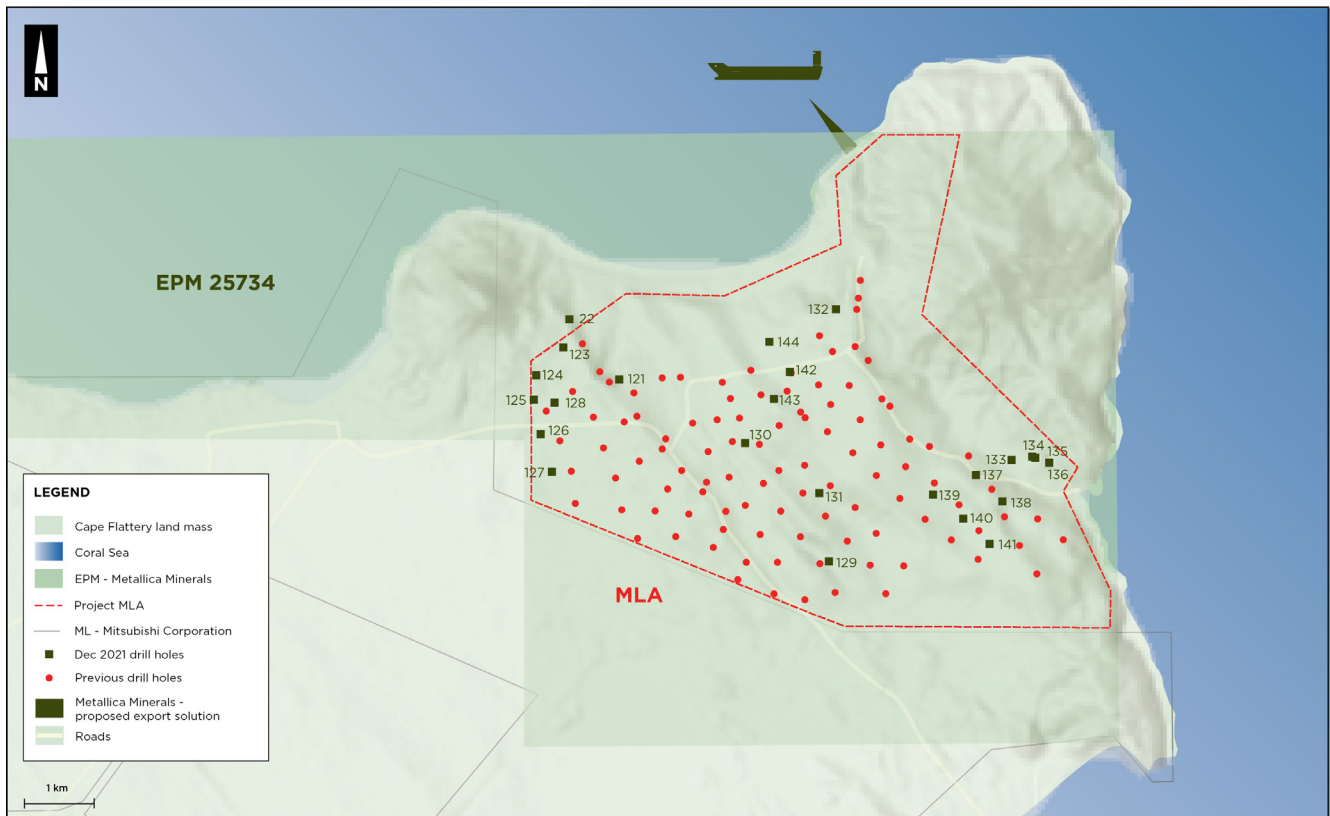 N
EPM 25734
132
22
144
123
142
124
121
143
125
128
130
126
134
135
133
136
127
137
131
139
138
140
141
129
MLA
LEGEND
Cape Flattery land mass
Coral Sea
EPM - Metallica Minerals
Project MLA
ML - Mitsubishi Corporation
Dec 2021 drill holes
Previous drill holes
Metallica Minerals -
proposed export solution
Roads
1 km